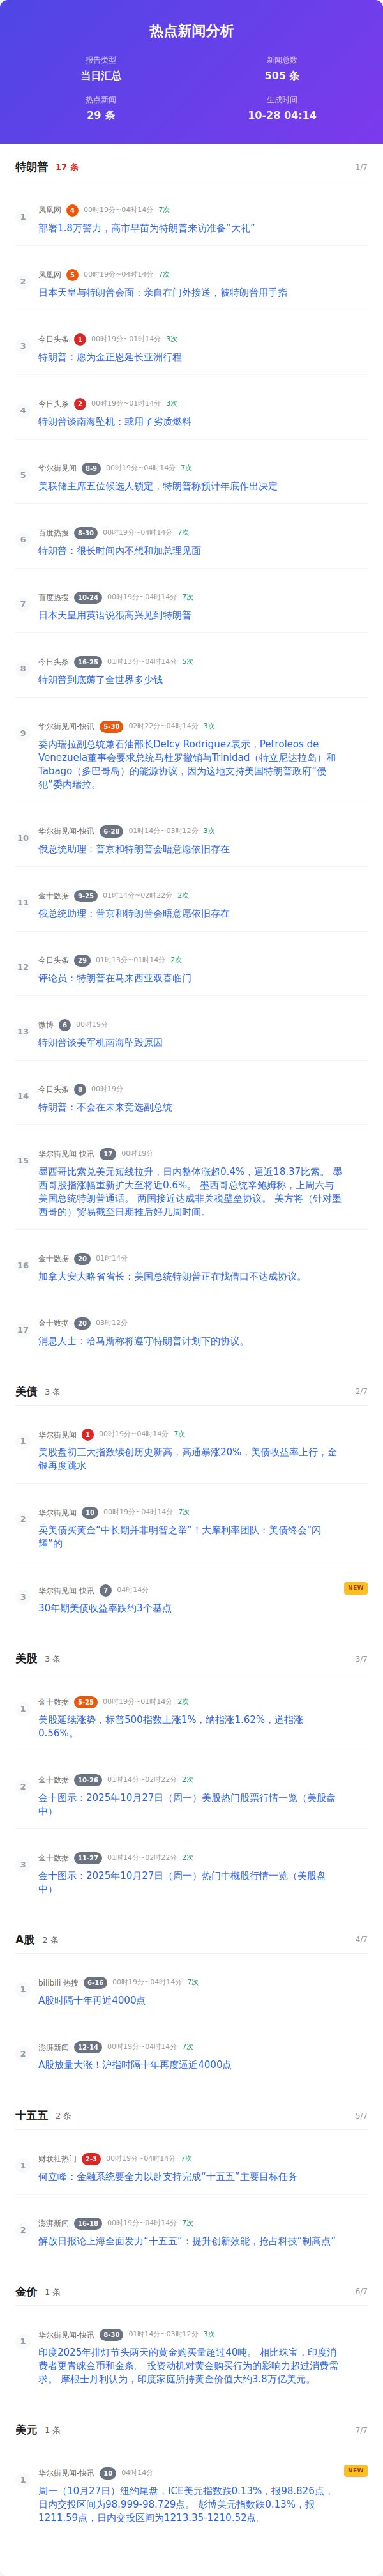 热点新闻分析
报告类型
新闻总数
当日汇总
505 条
热点新闻
生成时间
29 条
10-28 04:14
特朗普 17 条 1/7
1
凤凰网 4 00时19分~04时14分 7次
部署1.8万警力，高市早苗为特朗普来访准备“大礼”
2
凤凰网 5 00时19分~04时14分 7次
日本天皇与特朗普会面：亲自在门外接送，被特朗普用手指
3
今日头条 1 00时19分~01时14分 3次
特朗普：愿为金正恩延长亚洲行程
4
今日头条 2 00时19分~01时14分 3次
特朗普谈南海坠机：或用了劣质燃料
5
华尔街见闻 8-9 00时19分~04时14分 7次
美联储主席五位候选人锁定，特朗普称预计年底作出决定
6
百度热搜 8-30 00时19分~04时14分 7次
特朗普：很长时间内不想和加总理见面
7
百度热搜 10-24 00时19分~04时14分 7次
日本天皇用英语说很高兴见到特朗普
8
今日头条 16-25 01时13分~04时14分 5次
特朗普到底薅了全世界多少钱
9
华尔街见闻-快讯 5-30 02时22分~04时14分 3次
委内瑞拉副总统兼石油部长Delcy Rodriguez表示，Petroleos de
Venezuela董事会要求总统马杜罗撤销与Trinidad（特立尼达拉岛）和
Tabago（多巴哥岛）的能源协议，因为这地支持美国特朗普政府“侵
犯”委内瑞拉。
10
华尔街见闻-快讯 6-28 01时14分~03时12分 3次
俄总统助理：普京和特朗普会晤意愿依旧存在
11
金十数据 9-25 01时14分~02时22分 2次
俄总统助理：普京和特朗普会晤意愿依旧存在
12
今日头条 29 01时13分~01时14分 2次
评论员：特朗普在马来西亚双喜临门
13
微博 6 00时19分
特朗普谈美军机南海坠毁原因
14
今日头条 8 00时19分
特朗普：不会在未来竞选副总统
15
华尔街见闻-快讯 17 00时19分
墨西哥比索兑美元短线拉升，日内整体涨超0.4%，逼近18.37比索。 墨
西哥股指涨幅重新扩大至将近0.6%。 墨西哥总统辛鲍姆称，上周六与
美国总统特朗普通话。 两国接近达成非关税壁垒协议。 美方将（针对墨
西哥的）贸易截至日期推后好几周时间。
16
金十数据 20 01时14分
加拿大安大略省省长：美国总统特朗普正在找借口不达成协议。
17
金十数据 20 03时12分
消息人士：哈马斯称将遵守特朗普计划下的协议。
美债 3 条 2/7
1
华尔街见闻 1 00时19分~04时14分 7次
美股盘初三大指数续创历史新高，高通暴涨20%，美债收益率上行，金
银再度跳水
2
华尔街见闻 10 00时19分~04时14分 7次
卖美债买黄金“中长期并非明智之举”！大摩利率团队：美债终会“闪
耀”的
3
华尔街见闻-快讯 7 04时14分 NEW
30年期美债收益率跌约3个基点
美股 3 条 3/7
1
金十数据 5-25 00时19分~01时14分 2次
美股延续涨势，标普500指数上涨1%，纳指涨1.62%，道指涨
0.56%。
2
金十数据 10-26 01时14分~02时22分 2次
金十图示：2025年10月27日（周一）美股热门股票行情一览（美股盘
中）
3
金十数据 11-27 01时14分~02时22分 2次
金十图示：2025年10月27日（周一）热门中概股行情一览（美股盘
中）
A股 2 条 4/7
1
bilibili 热搜 6-16 00时19分~04时14分 7次
A股时隔十年再近4000点
2
澎湃新闻 12-14 00时19分~04时14分 7次
A股放量大涨！沪指时隔十年再度逼近4000点
十五五 2 条 5/7
1
财联社热门 2-3 00时19分~04时14分 7次
何立峰：金融系统要全力以赴支持完成“十五五”主要目标任务
2
澎湃新闻 16-18 00时19分~04时14分 7次
解放日报论上海全面发力“十五五”：提升创新效能，抢占科技“制高点”
金价 1 条 6/7
1
华尔街见闻-快讯 8-30 01时14分~03时12分 3次
印度2025年排灯节头两天的黄金购买量超过40吨。 相比珠宝，印度消
费者更青睐金币和金条。 投资动机对黄金购买行为的影响力超过消费需
求。 摩根士丹利认为，印度家庭所持黄金价值大约3.8万亿美元。
美元 1 条 7/7
1
华尔街见闻-快讯 10 04时14分 NEW
周一（10月27日）纽约尾盘，ICE美元指数跌0.13%，报98.826点，
日内交投区间为98.999-98.729点。 彭博美元指数跌0.13%，报
1211.59点，日内交投区间为1213.35-1210.52点。